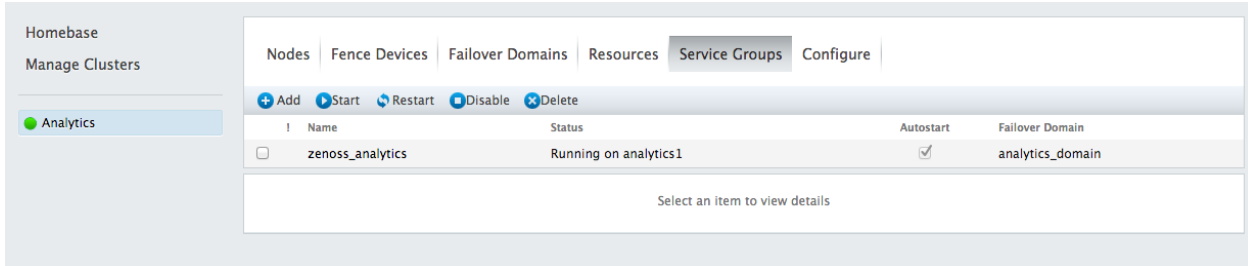 Homebase
Manage Clusters
Analytics
Nodes Fence Devices Failover Domains Resources Service Groups Configure
Add Start Restart Disable Delete
! Name Status Autostart Failover Domain
zenoss_analytics Running on analytics1 analytics_domain
Select an item to view details